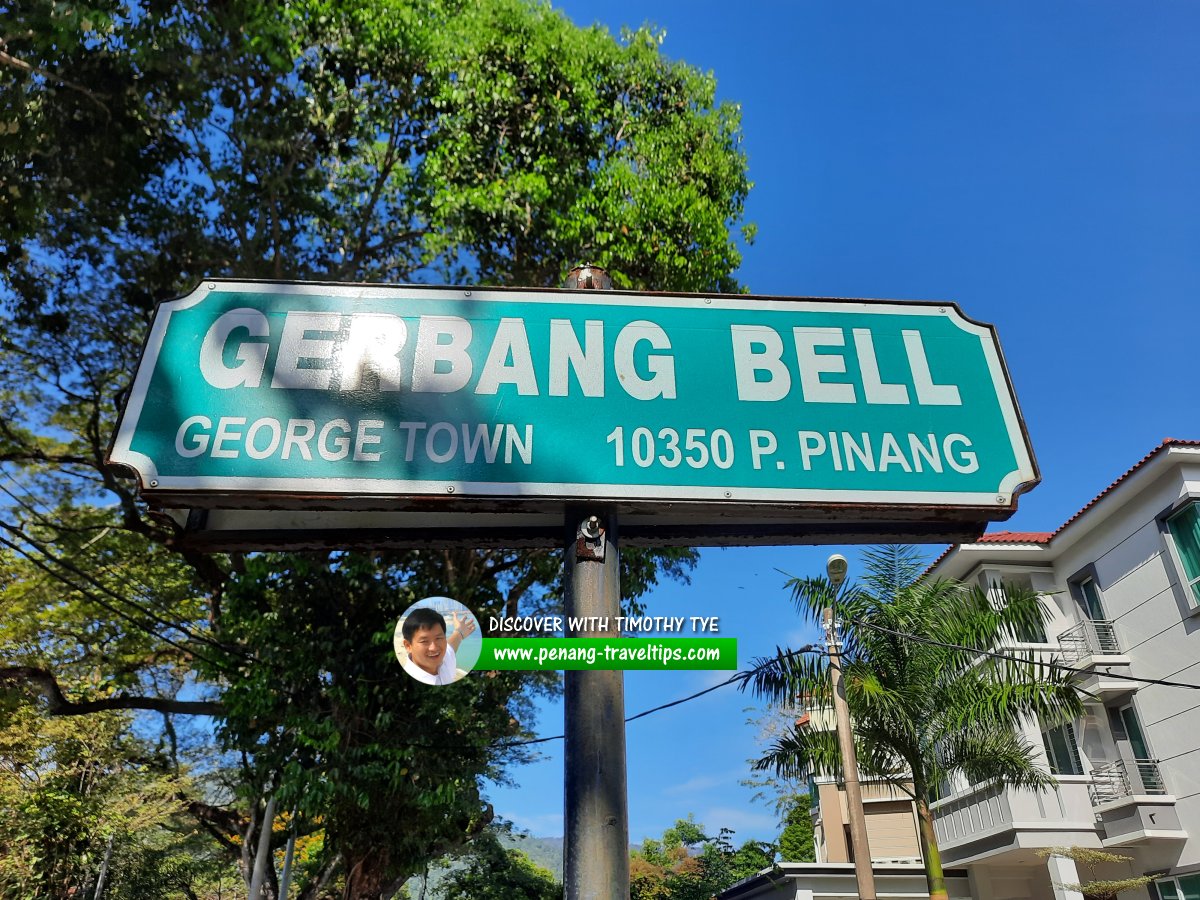 GERBANG BELL
GEORGE TOWN 10350 P. PINANG
DISCOVER WITH TIMOTHY TYE
www.penang-traveltips.com